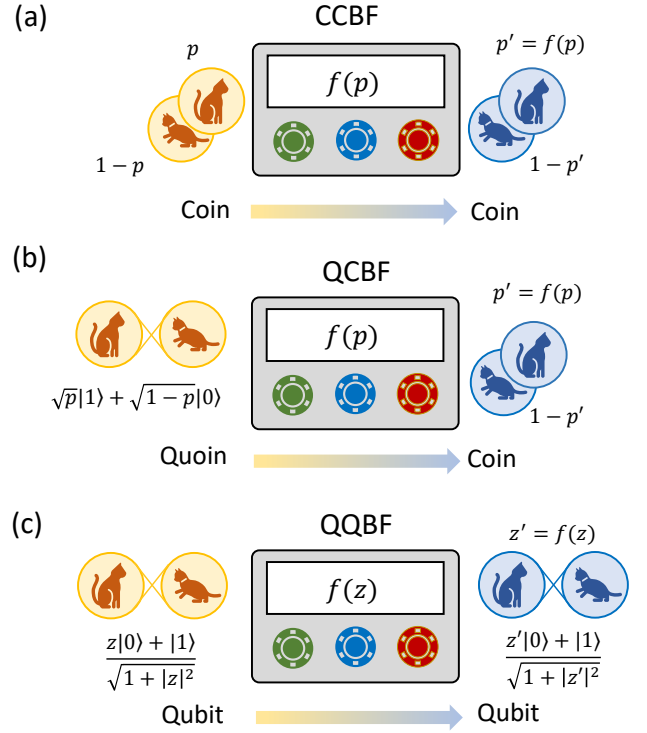 (a)
CCBF
p
p′ = f(p)
f(p)
1 − p
1 − p′
Coin
Coin
(b)
QCBF
p′ = f(p)
f(p)
√p|1⟩ + √1 − p|0⟩
1 − p′
Quoin
Coin
(c)
QQBF
z′ = f(z)
f(z)
z|0⟩ + |1⟩
√1 + |z|²
z′|0⟩ + |1⟩
√1 + |z′|²
Qubit
Qubit